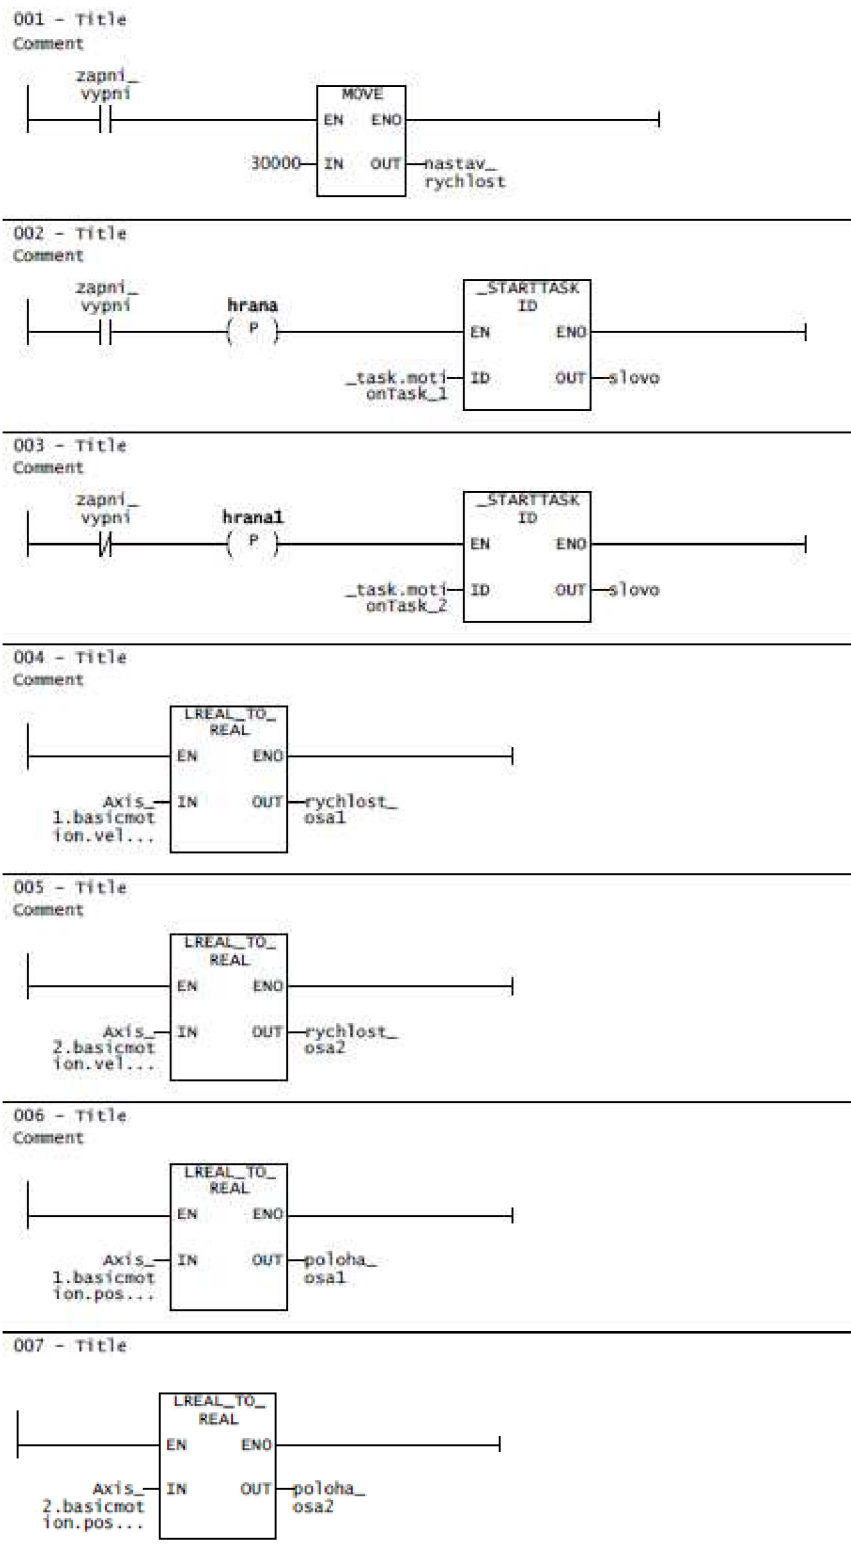 001 - Title
Comment
zapni_
vypni
MOVE
EN ENO
30000 IN OUT nastav_
rychlost
002 - Title
Comment
zapni_
vypni
hrana
( P )
_STARTTASK
ID
EN ENO
_task.moti ID OUT slovo
onTask_1
003 - Title
Comment
zapni_
vypni
hrana1
( P )
_STARTTASK
ID
EN ENO
_task.moti ID OUT slovo
onTask_2
004 - Title
Comment
LREAL_TO_
REAL
EN ENO
Axis_ IN OUT rychlost_
1.basicmot osa1
ion.vel...
005 - Title
Comment
LREAL_TO_
REAL
EN ENO
Axis_ IN OUT rychlost_
2.basicmot osa2
ion.vel...
006 - Title
Comment
LREAL_TO_
REAL
EN ENO
Axis_ IN OUT poloha_
1.basicmot osa1
ion.pos...
007 - Title
LREAL_TO_
REAL
EN ENO
Axis_ IN OUT poloha_
2.basicmot osa2
ion.pos...